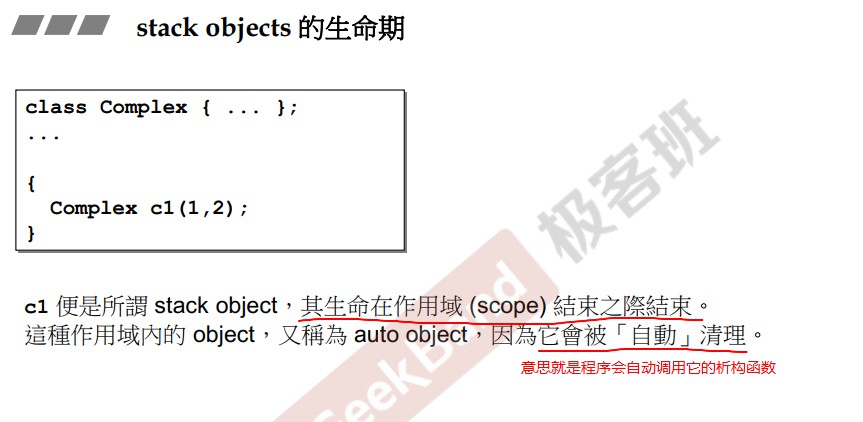 stack objects 的生命期
class Complex { ... };
...
{
Complex c1(1,2);
}
c1 便是所謂 stack object，其生命在作用域 (scope) 結束之際結束。
這種作用域內的 object，又稱為 auto object，因為它會被「自動」清理。
意思就是程序会自动调用它的析构函数
SeekBand 极客班